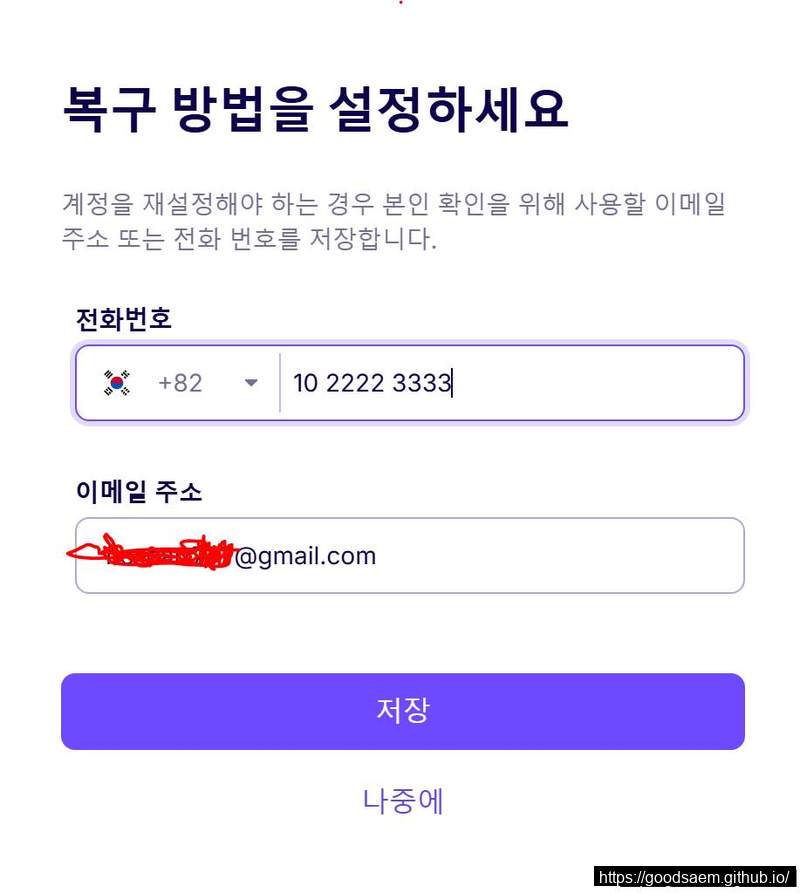 복구 방법을 설정하세요
계정을 재설정해야 하는 경우 본인 확인을 위해 사용할 이메일
주소 또는 전화 번호를 저장합니다.
전화번호
+82 10 2222 3333
이메일 주소
@gmail.com
저장
나중에
https://goodsaem.github.io/